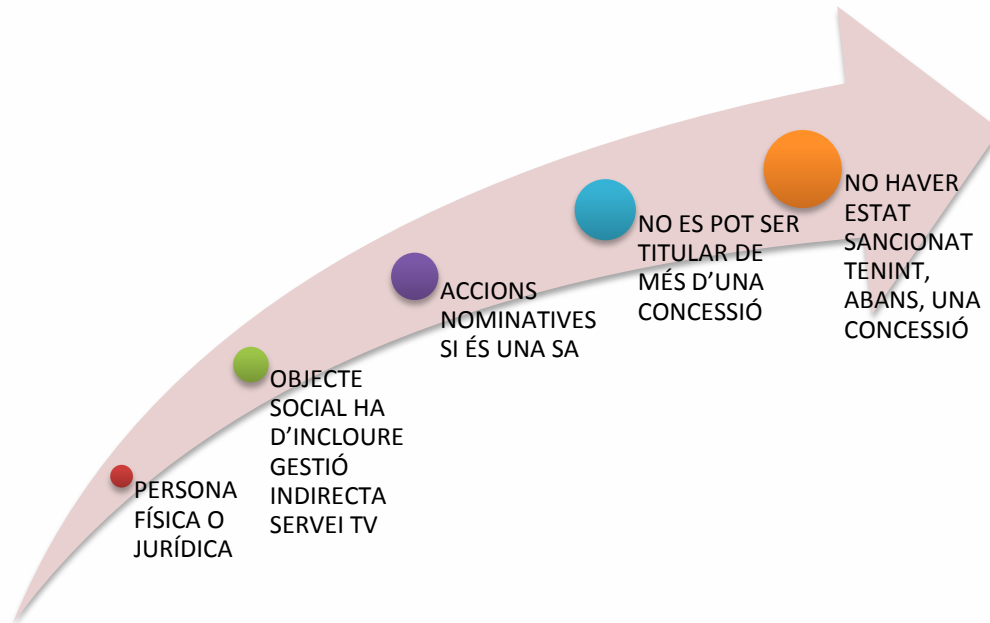 PERSONA
FÍSICA O
JURÍDICA
OBJECTE
SOCIAL HA
D’INCLOURE
GESTIÓ
INDIRECTA
SERVEI TV
ACCIONS
NOMINATIVES
SI ÉS UNA SA
NO ES POT SER
TITULAR DE
MÉS D’UNA
CONCESSIÓ
NO HAVER
ESTAT
SANCIONAT
TENINT,
ABANS, UNA
CONCESSIÓ